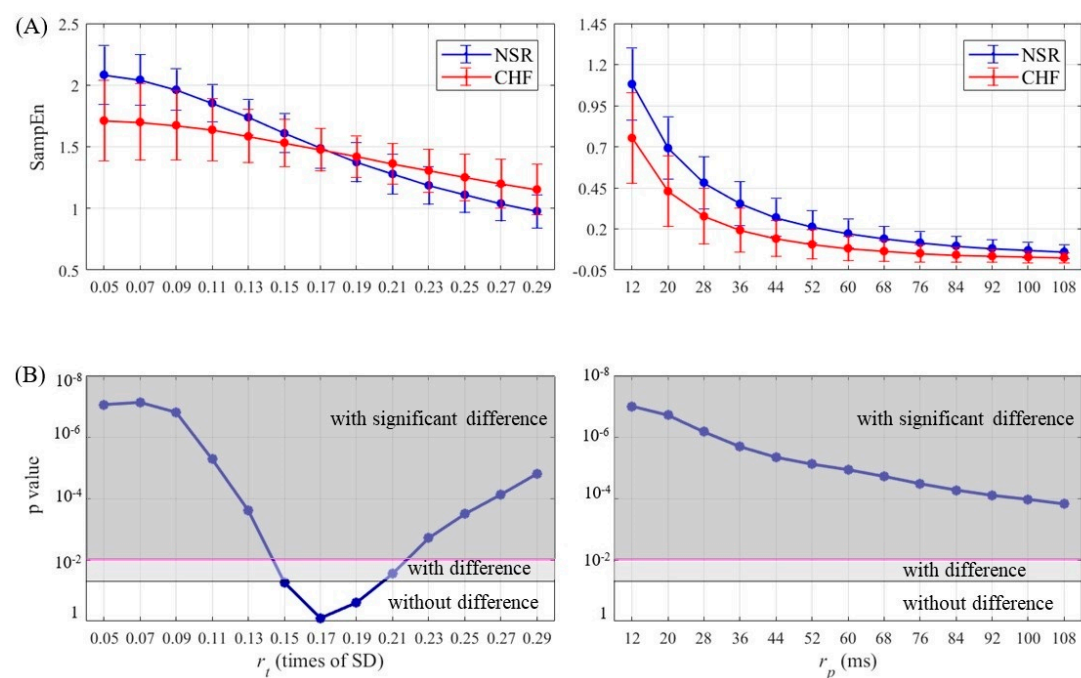 (A)
2.5
2
1.5
1
0.5
SampEn
NSR
CHF
0.05 0.07 0.09 0.11 0.13 0.15 0.17 0.19 0.21 0.23 0.25 0.27 0.29
1.45
1.2
0.95
0.7
0.45
0.2
-0.05
NSR
CHF
12 20 28 36 44 52 60 68 76 84 92 100 108
(B)
10⁻⁸
10⁻⁶
10⁻⁴
10⁻²
1
p value
with significant difference
with difference
without difference
0.05 0.07 0.09 0.11 0.13 0.15 0.17 0.19 0.21 0.23 0.25 0.27 0.29
r_t (times of SD)
10⁻⁸
10⁻⁶
10⁻⁴
10⁻²
1
with significant difference
with difference
without difference
12 20 28 36 44 52 60 68 76 84 92 100 108
r_p (ms)